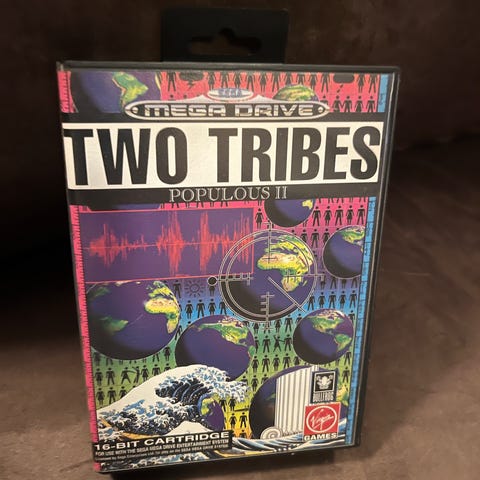 SEGA
MEGA DRIVE
TWO TRIBES
POPULOUS II
BULLFROG
Virgin
GAMES
16-BIT CARTRIDGE
FOR USE WITH THE SEGA MEGA DRIVE ENTERTAINMENT SYSTEM